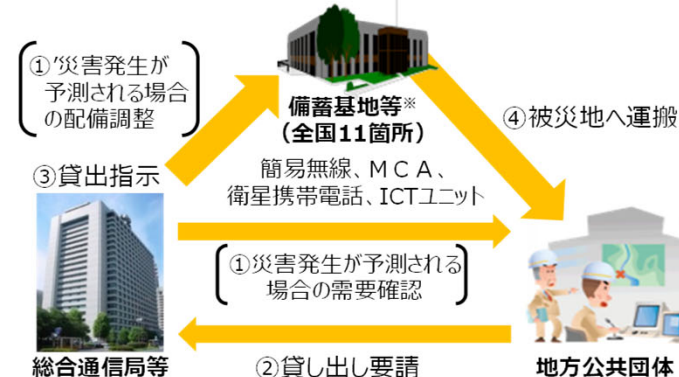 ①’災害発生が
予測される場合
の配備調整
備蓄基地等※
（全国11箇所）
④被災地へ運搬
③貸出指示
簡易無線、ＭＣＡ、
衛星携帯電話、ICTユニット
①災害発生が予測される
場合の需要確認
総合通信局等
②貸し出し要請
地方公共団体